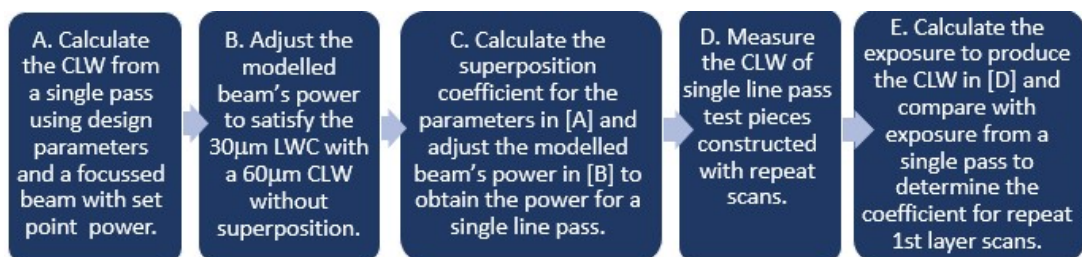 A. Calculate
the CLW from
a single pass
using design
parameters
and a focussed
beam with set
point power.
B. Adjust the
modelled
beam's power
to satisfy the
30μm LWC with
a 60μm CLW
without
superposition.
C. Calculate the
superposition
coefficient for the
parameters in [A] and
adjust the modelled
beam's power in [B] to
obtain the power for a
single line pass.
D. Measure
the CLW of
single line pass
test pieces
constructed
with repeat
scans.
E. Calculate the
exposure to produce
the CLW in [D] and
compare with
exposure from a
single pass to
determine the
coefficient for repeat
1st layer scans.